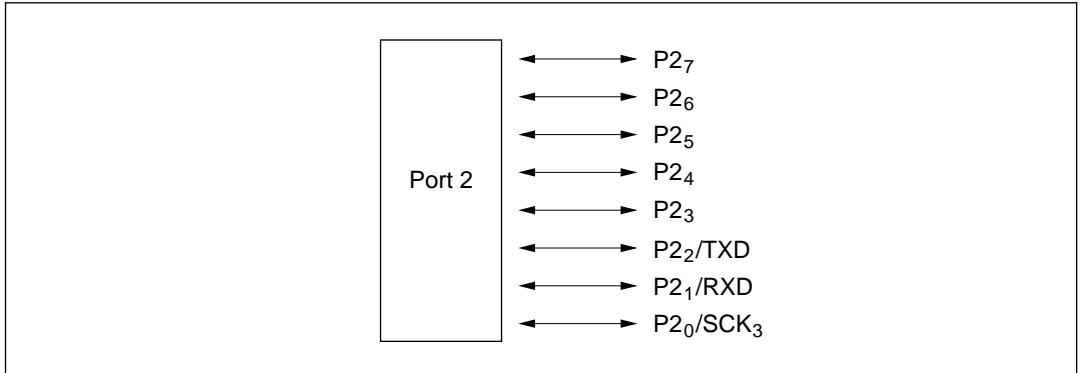 P2₇
P2₆
P2₅
Port 2
P2₄
P2₃
P2₂/TXD
P2₁/RXD
P2₀/SCK₃